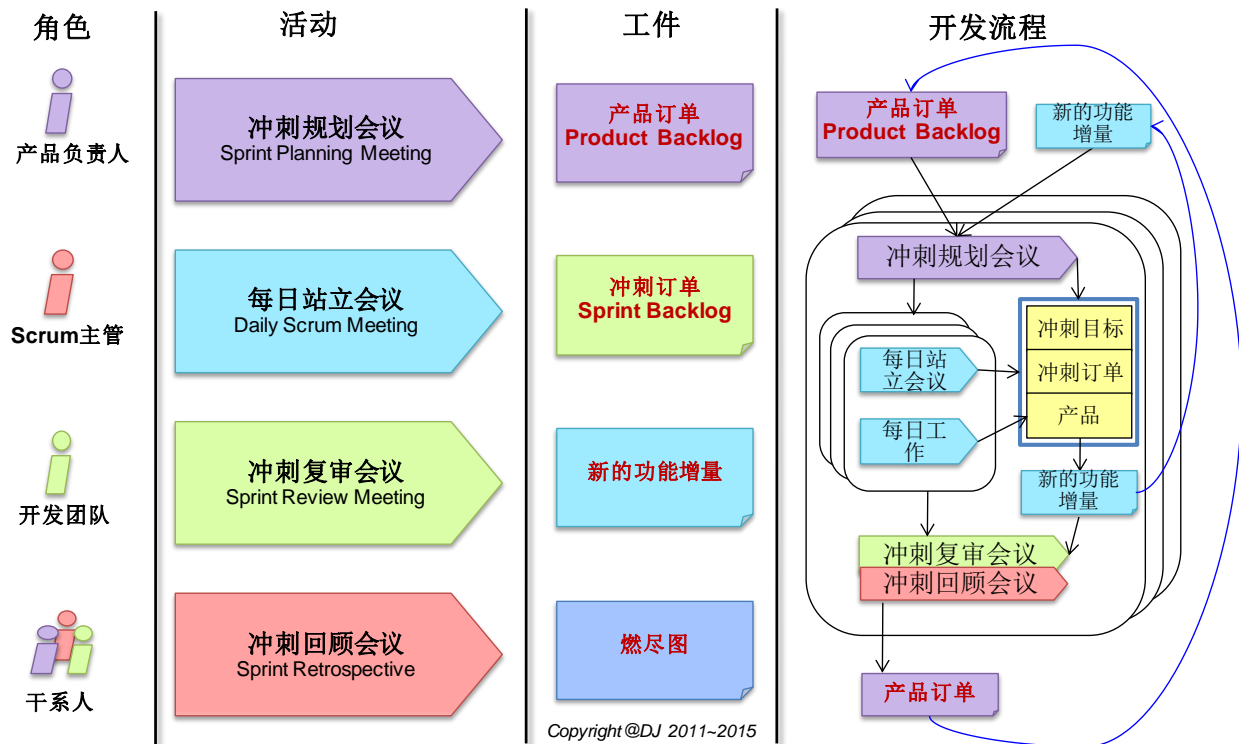 角色
活动
工件
开发流程
产品负责人
Scrum主管
开发团队
干系人
冲刺规划会议
Sprint Planning Meeting
每日站立会议
Daily Scrum Meeting
冲刺复审会议
Sprint Review Meeting
冲刺回顾会议
Sprint Retrospective
产品订单
Product Backlog
冲刺订单
Sprint Backlog
新的功能增量
燃尽图
Copyright @DJ 2011~2015
产品订单
Product Backlog
新的功能
增量
冲刺规划会议
每日站
立会议
每日工
作
冲刺目标
冲刺订单
产品
新的功能
增量
冲刺复审会议
冲刺回顾会议
产品订单